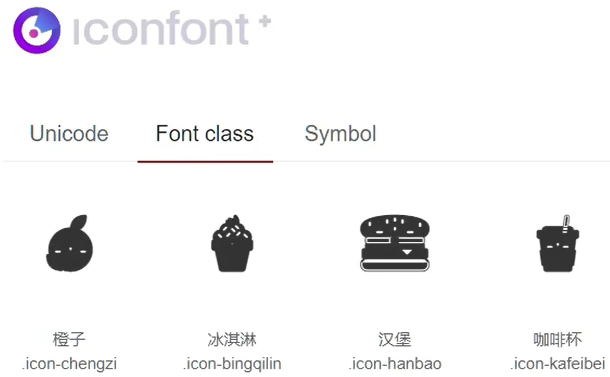 iconfont+
Unicode Font class Symbol
橙子 冰淇淋 汉堡 咖啡杯
.icon-chengzi .icon-bingqilin .icon-hanbao .icon-kafeibei